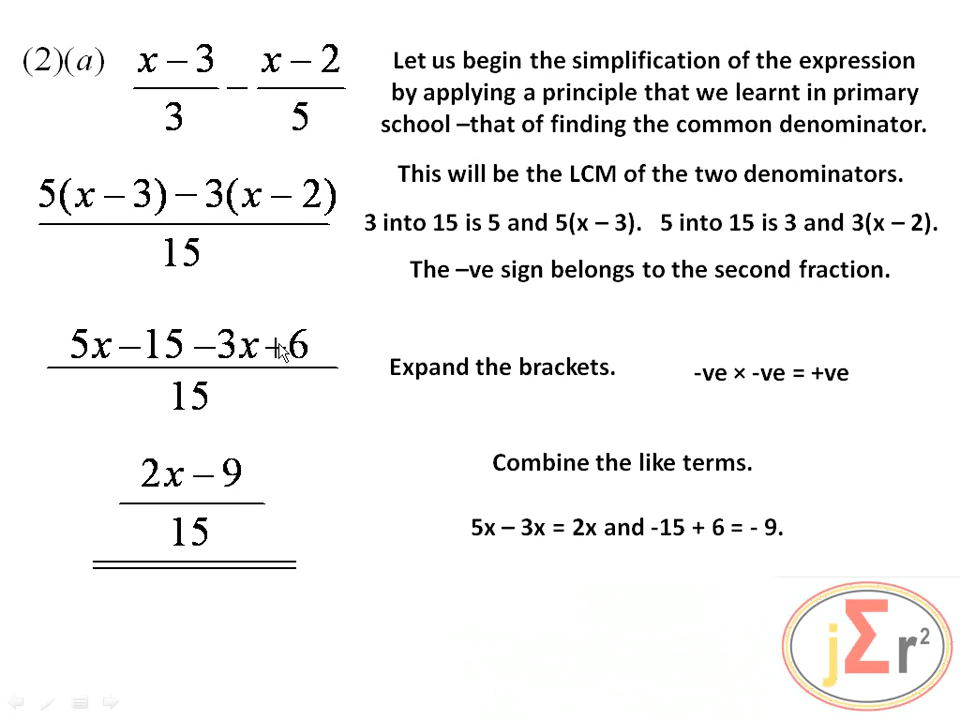 (2)(a) x – 3 / 3 – x – 2 / 5
Let us begin the simplification of the expression
by applying a principle that we learnt in primary
school –that of finding the common denominator.
This will be the LCM of the two denominators.
5(x – 3) – 3(x – 2) / 15
3 into 15 is 5 and 5(x – 3). 5 into 15 is 3 and 3(x – 2).
The –ve sign belongs to the second fraction.
5x –15 –3x +6 / 15
Expand the brackets. -ve × -ve = +ve
2x – 9 / 15
Combine the like terms.
5x – 3x = 2x and -15 + 6 = - 9.
jΣr²